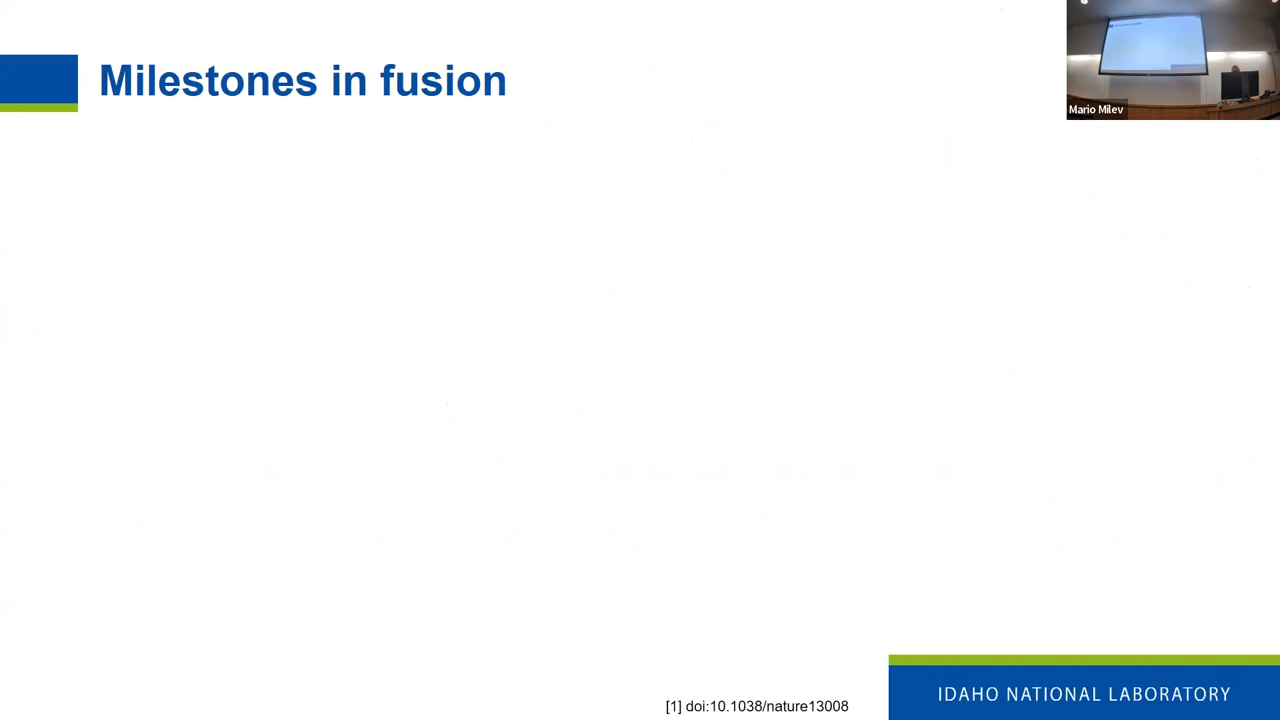 Milestones in fusion
Mario Milev
[1] doi:10.1038/nature13008
IDAHO NATIONAL LABORATORY